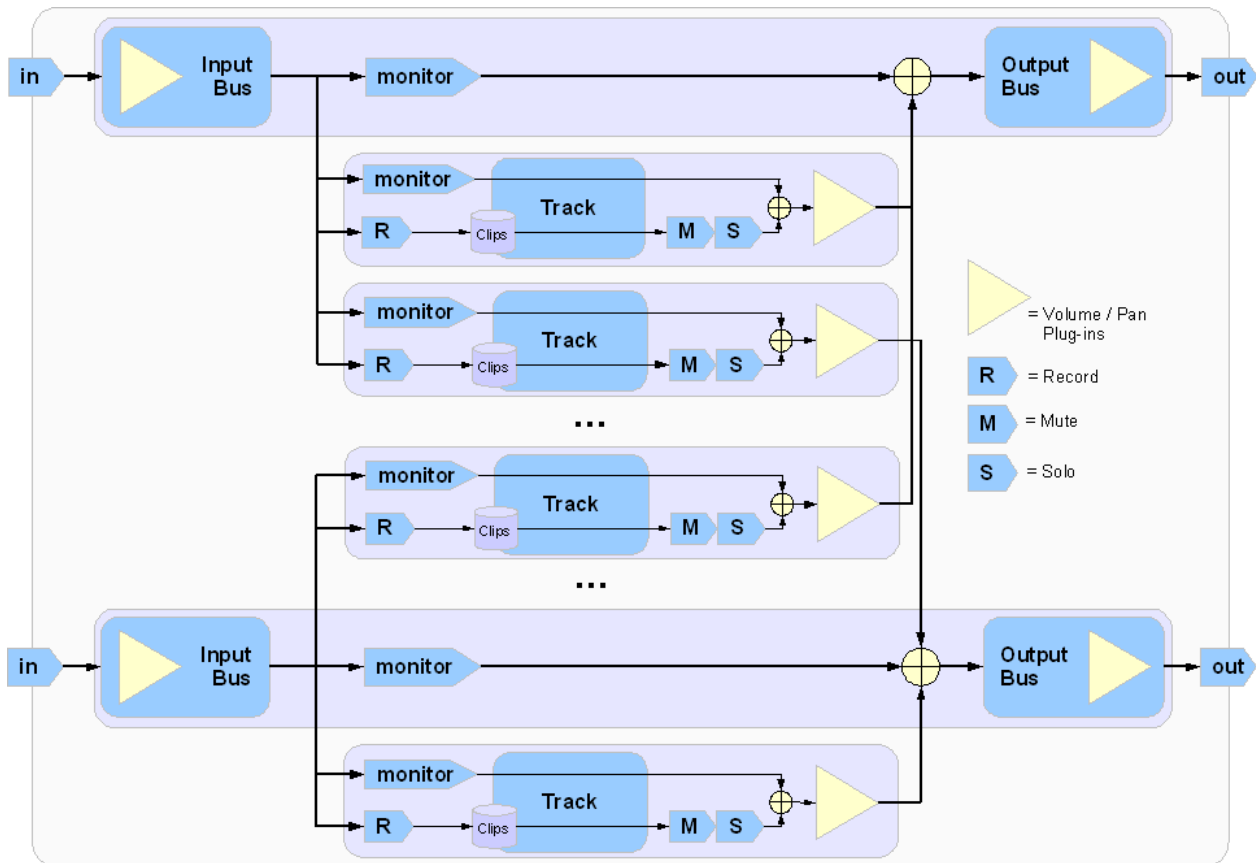 in
Input
Bus
monitor
Output
Bus
out
monitor
Track
R
Clips
M
S
monitor
Track
R
Clips
M
S
...
monitor
Track
R
Clips
M
S
...
= Volume / Pan
Plug-ins
R = Record
M = Mute
S = Solo
in
Input
Bus
monitor
Output
Bus
out
monitor
Track
R
Clips
M
S